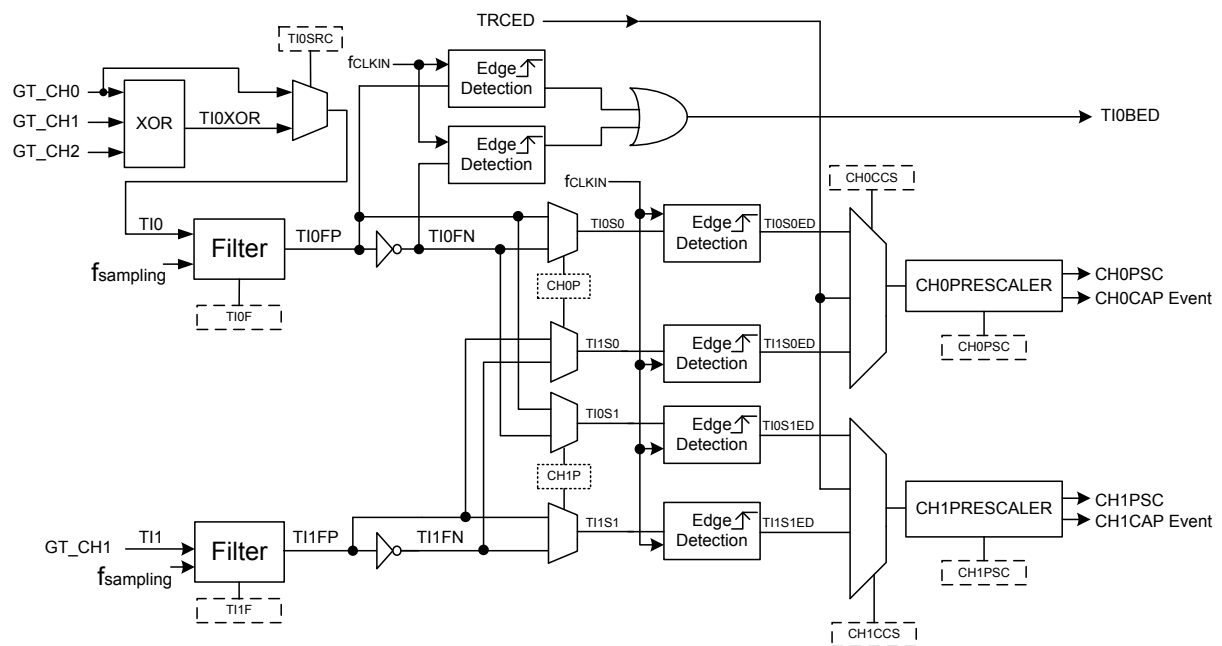 TRCED
TI0SRC
fCLKIN
Edge
Detection
GT_CH0
GT_CH1
GT_CH2
XOR
TI0XOR
TI0BED
Edge
Detection
fCLKIN
CH0CCS
TI0
Filter
TI0FP
TI0FN
TI0S0
Edge
Detection
TI0S0ED
fsampling
TI0F
CH0P
CH0PRESCALER
CH0PSC
CH0CAP Event
CH0PSC
TI1S0
Edge
Detection
TI1S0ED
TI0S1
Edge
Detection
TI0S1ED
CH1P
GT_CH1
TI1
Filter
TI1FP
TI1FN
TI1S1
Edge
Detection
TI1S1ED
CH1PRESCALER
CH1PSC
CH1CAP Event
fsampling
TI1F
CH1PSC
CH1CCS